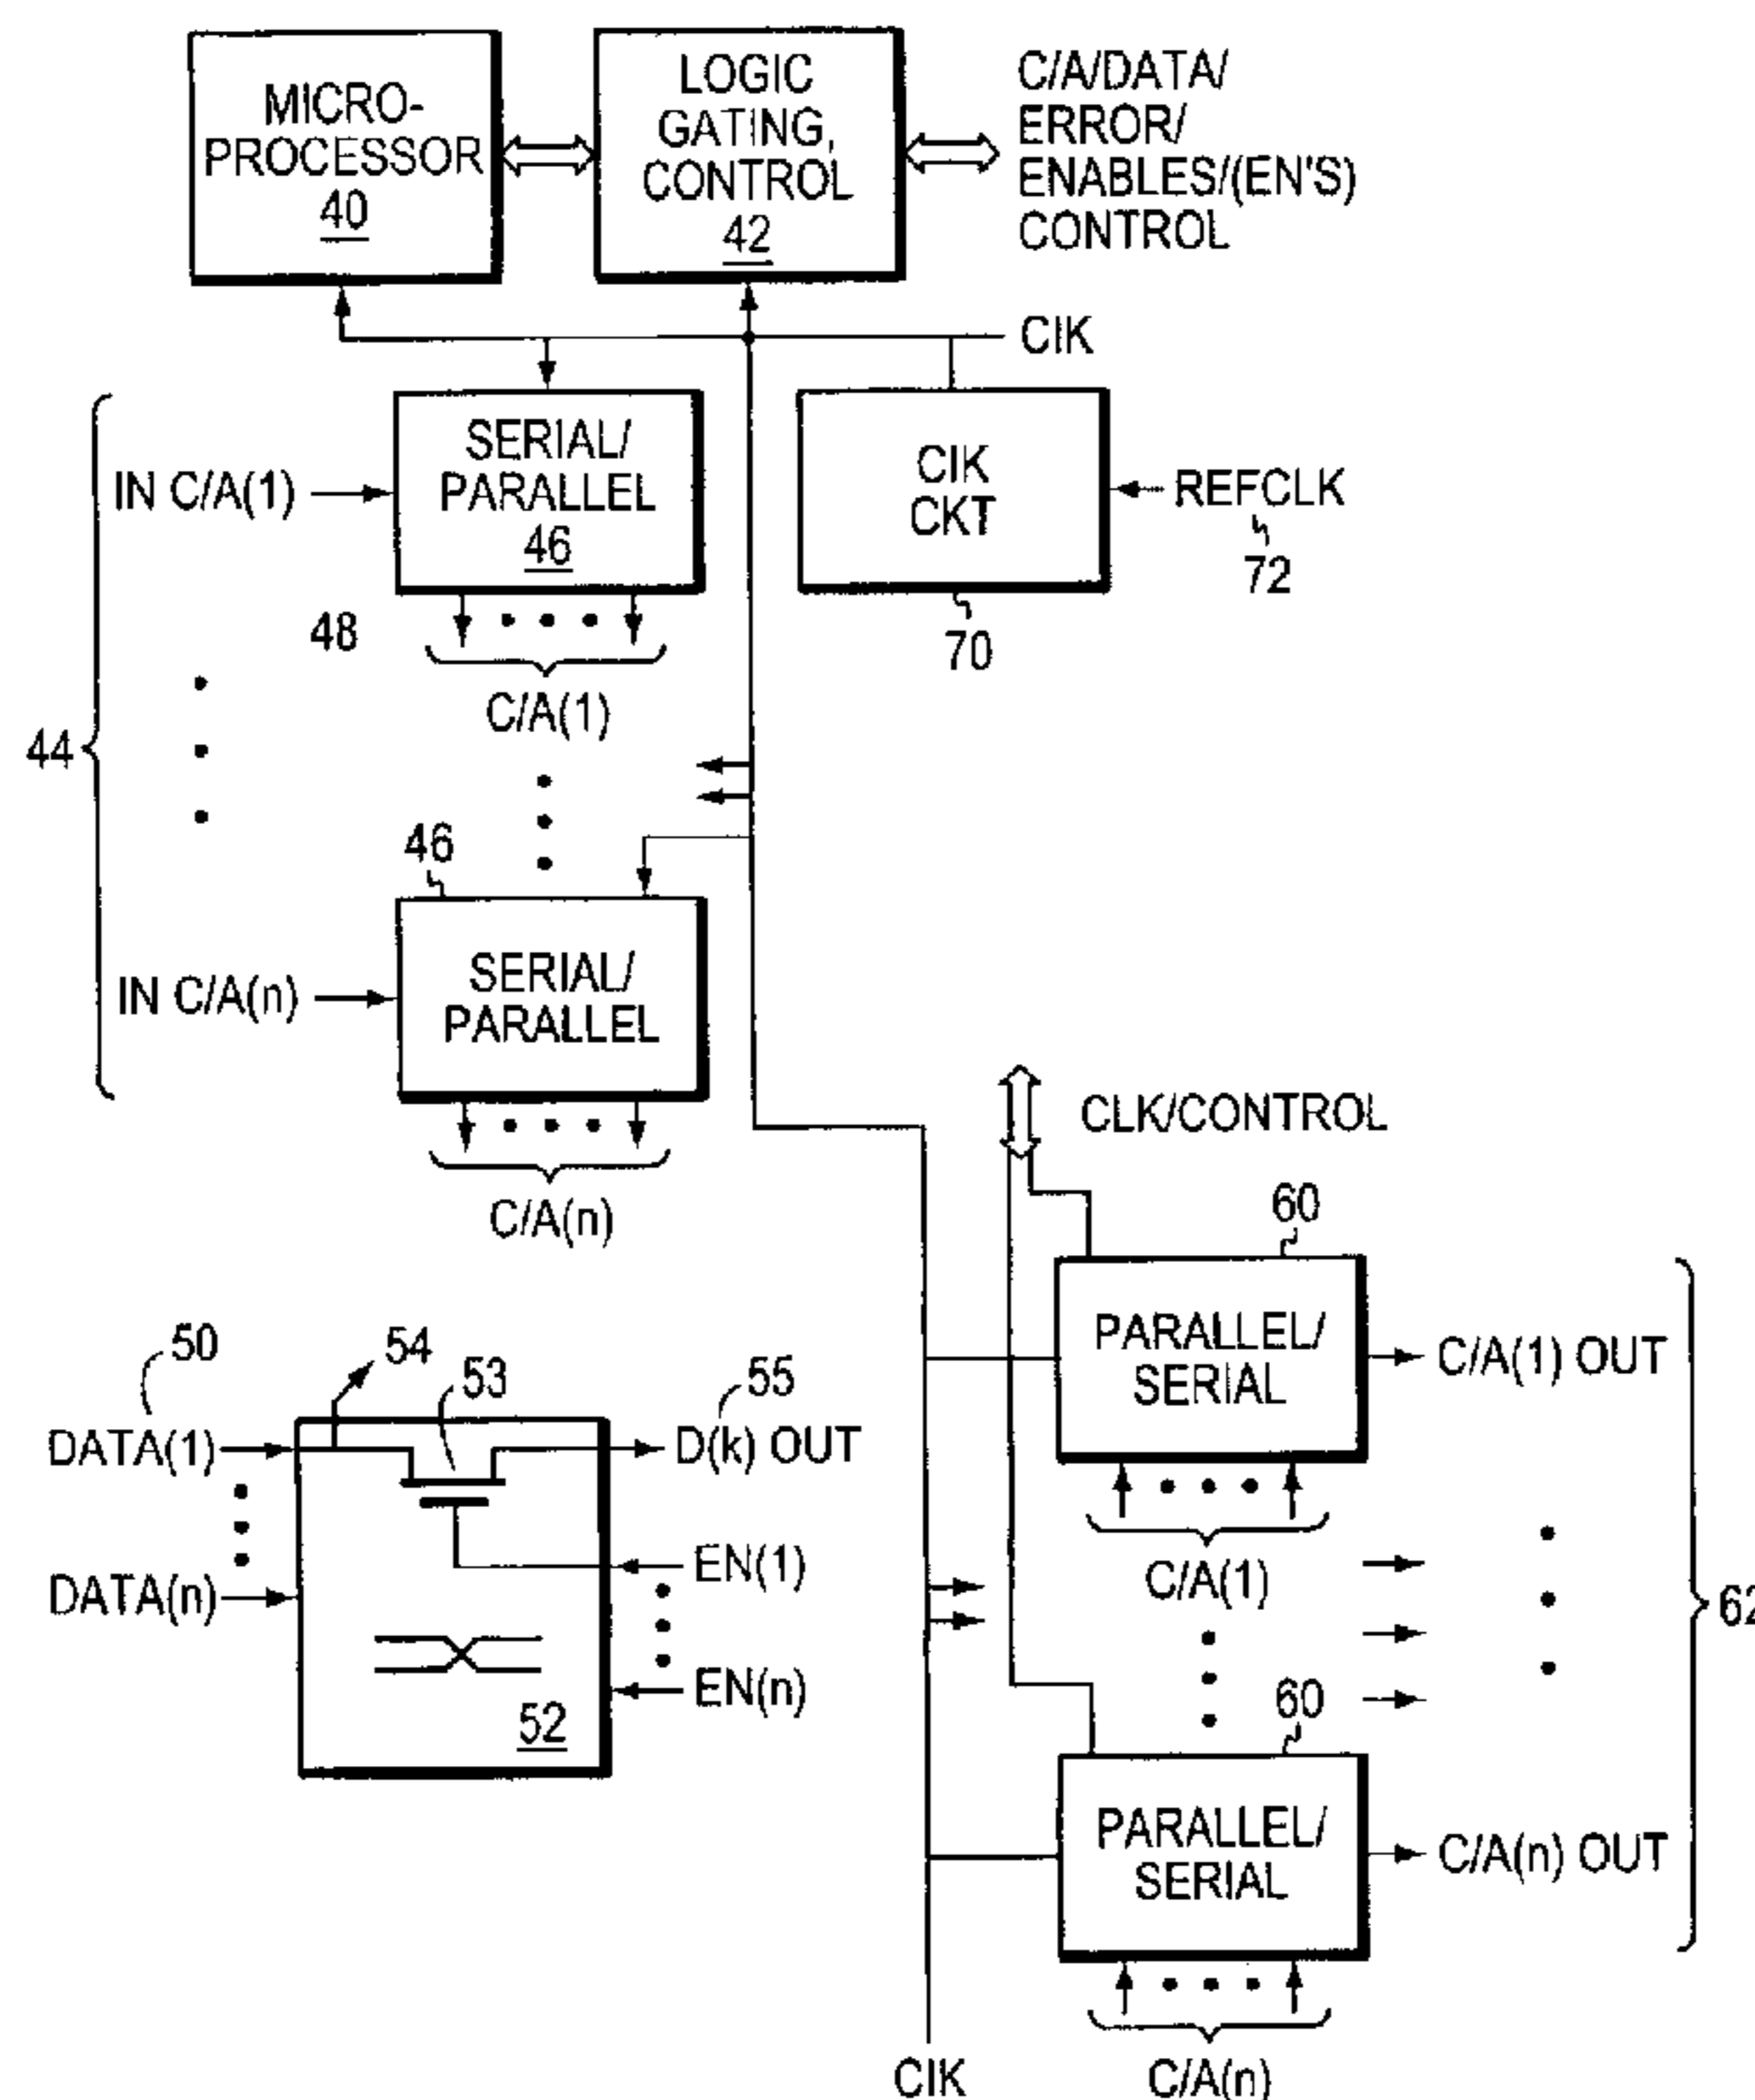 MICRO-
PROCESSOR
40
LOGIC
GATING,
CONTROL
42
C/A/DATA/
ERROR/
ENABLES/(EN'S)
CONTROL
CIK
IN C/A(1)
SERIAL/
PARALLEL
46
CIK
CKT
REFCLK
72
70
48
C/A(1)
44
46
IN C/A(n)
SERIAL/
PARALLEL
C/A(n)
CLK/CONTROL
60
PARALLEL/
SERIAL
C/A(1) OUT
C/A(1)
62
60
PARALLEL/
SERIAL
C/A(n) OUT
C/A(n)
CIK
50
54
53
55
DATA(1)
D(k) OUT
EN(1)
DATA(n)
EN(n)
52